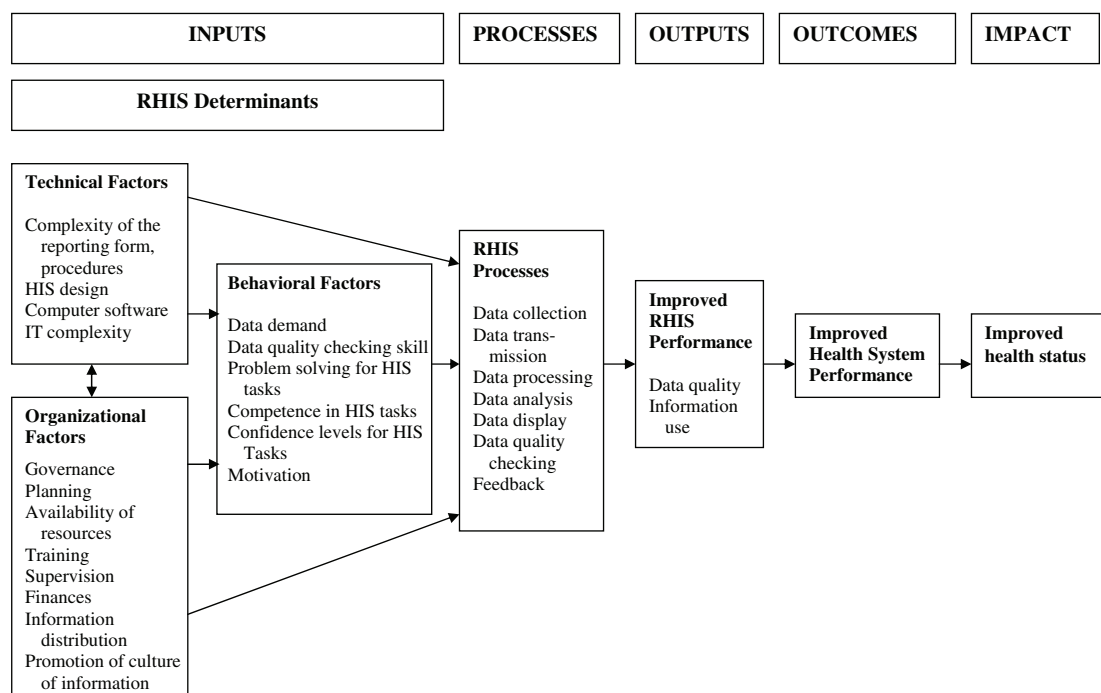 INPUTS
PROCESSES
OUTPUTS
OUTCOMES
IMPACT
RHIS Determinants
Technical Factors
Complexity of the
reporting form,
procedures
HIS design
Computer software
IT complexity
Organizational
Factors
Governance
Planning
Availability of
resources
Training
Supervision
Finances
Information
distribution
Promotion of culture
of information
Behavioral Factors
Data demand
Data quality checking skill
Problem solving for HIS
tasks
Competence in HIS tasks
Confidence levels for HIS
Tasks
Motivation
RHIS
Processes
Data collection
Data trans-
mission
Data processing
Data analysis
Data display
Data quality
checking
Feedback
Improved
RHIS
Performance
Data quality
Information
use
Improved
Health System
Performance
Improved
health status